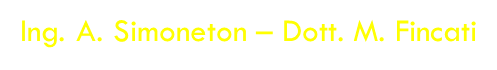 Ing. A. Simoneton – Dott. M. Fincati